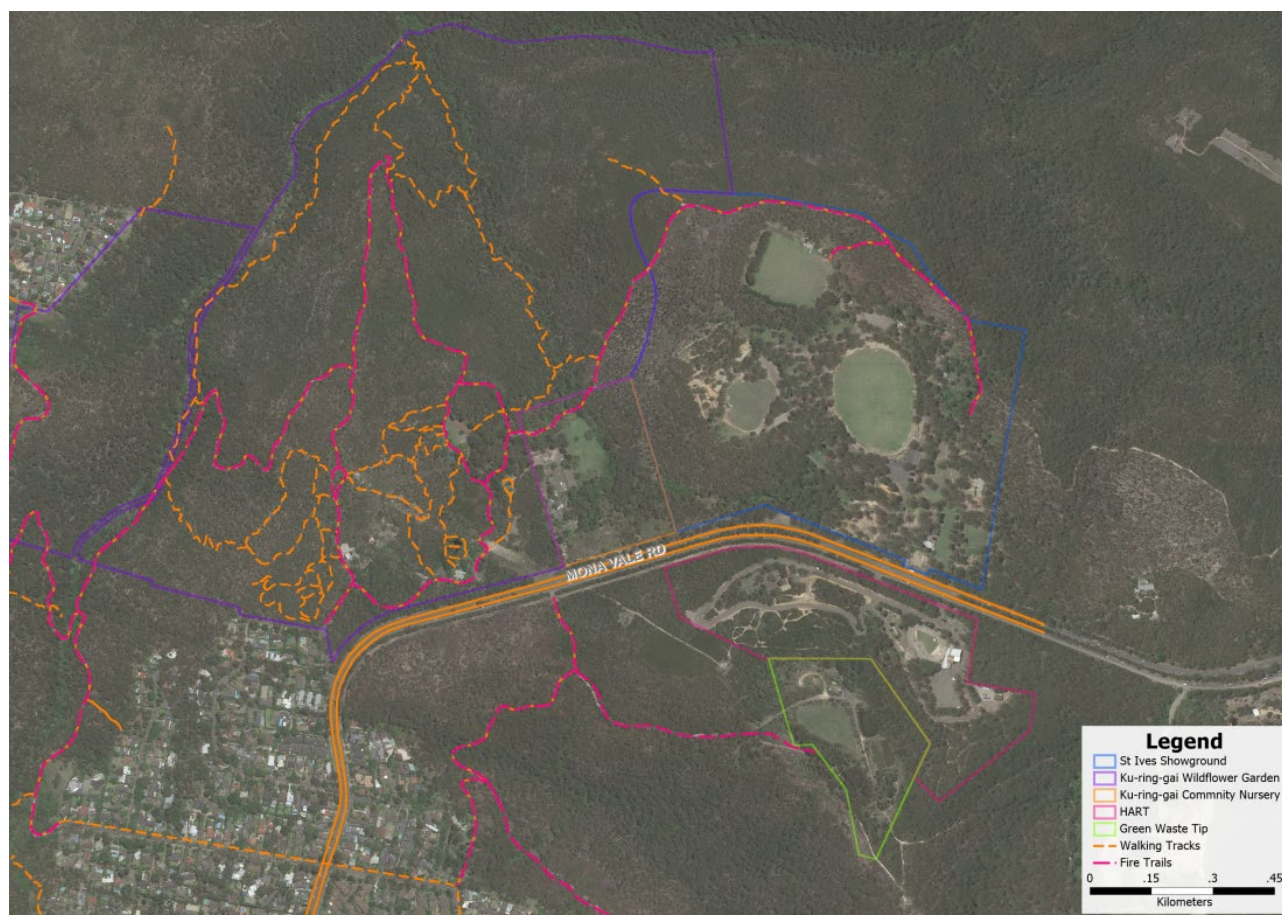 MONA VALE RD
Legend
St Ives Showground
Ku-ring-gai Wildflower Garden
Ku-ring-gai Commnity Nursery
HART
Green Waste Tip
Walking Tracks
Fire Trails
0 .15 .3 .45
Kilometers